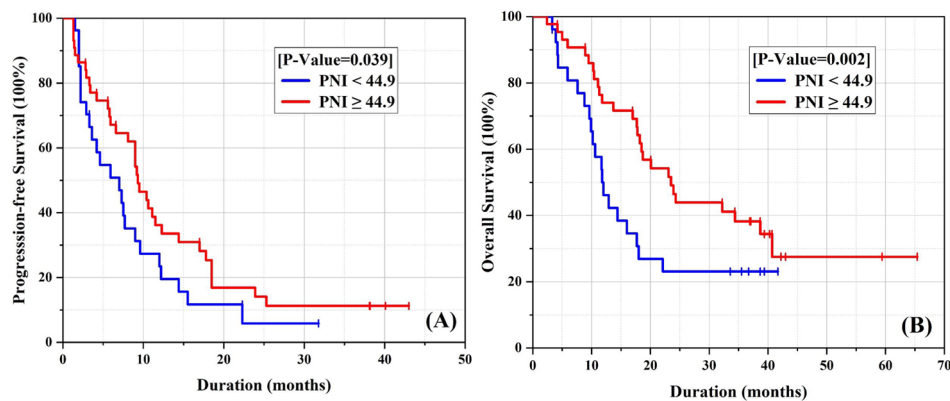 100
80
60
40
20
0
Progresssion-free Survival (100%)
[P-Value=0.039]
PNI < 44.9
PNI ≥ 44.9
(A)
0 10 20 30 40 50
Duration (months)
100
80
60
40
20
0
Overall Survival (100%)
[P-Value=0.002]
PNI < 44.9
PNI ≥ 44.9
(B)
0 10 20 30 40 50 60 70
Duration (months)